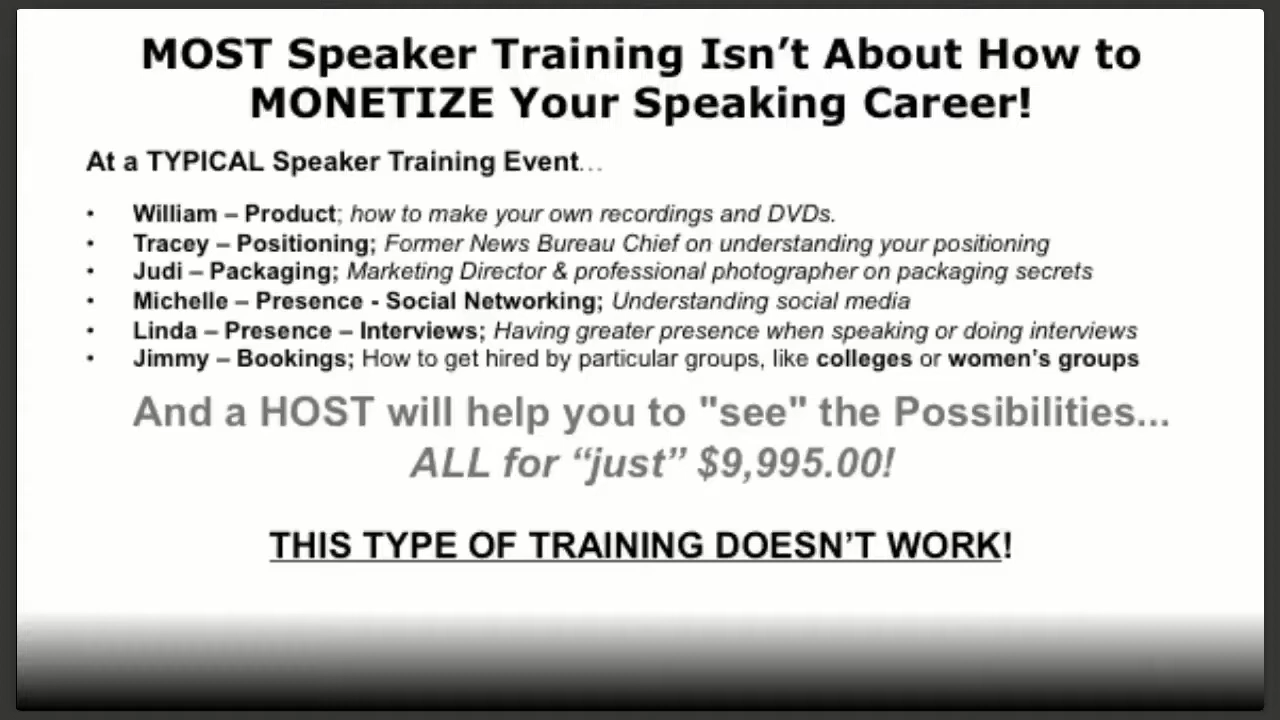 MOST Speaker Training Isn’t About How to
MONETIZE Your Speaking Career!
At a TYPICAL Speaker Training Event…
• William – Product; how to make your own recordings and DVDs.
• Tracey – Positioning; Former News Bureau Chief on understanding your positioning
• Judi – Packaging; Marketing Director & professional photographer on packaging secrets
• Michelle – Presence - Social Networking; Understanding social media
• Linda – Presence – Interviews; Having greater presence when speaking or doing interviews
• Jimmy – Bookings; How to get hired by particular groups, like colleges or women’s groups
And a HOST will help you to "see" the Possibilities...
ALL for “just” $9,995.00!
THIS TYPE OF TRAINING DOESN’T WORK!